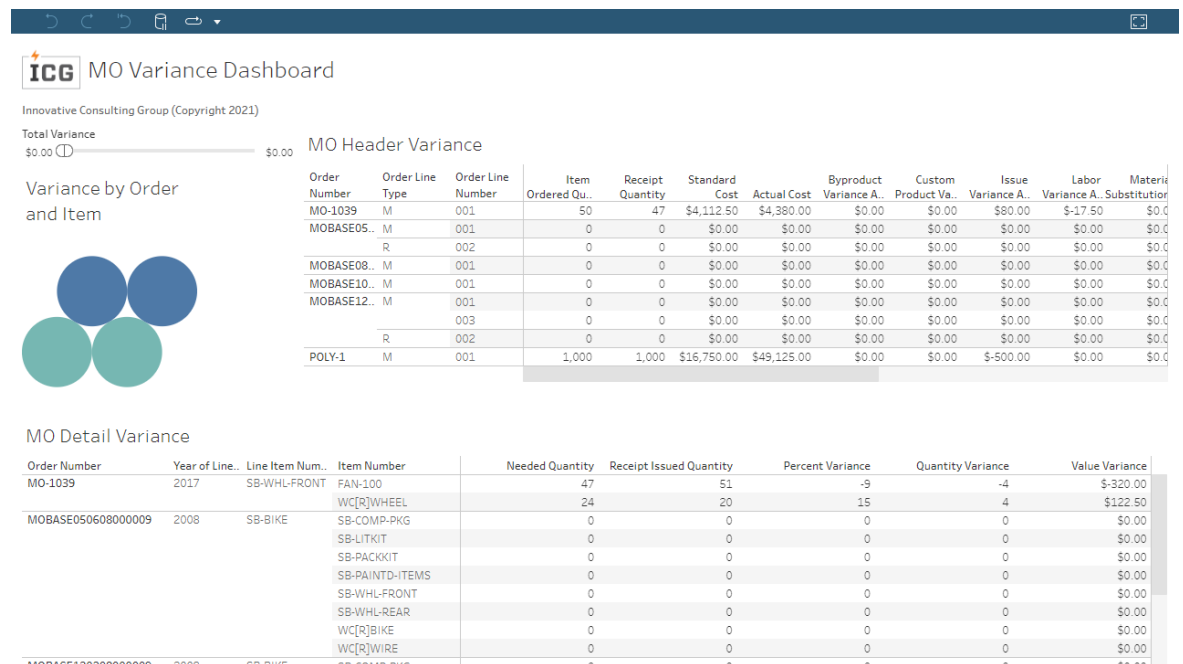 ICG MO Variance Dashboard
Innovative Consulting Group (Copyright 2021)
Total Variance
$0.00 $0.00
Variance by Order
and Item
MO Header Variance
Order Number Order Line Type Order Line Number Item Ordered Qu.. Receipt Quantity Standard Cost Actual Cost Byproduct Variance A.. Custom Product Va.. Issue Variance A.. Labor Variance A.. Materia Substitution
MO-1039 M 001 50 47 $4,112.50 $4,380.00 $0.00 $0.00 $80.00 $-17.50 $0.0
MOBASE05.. M 001 0 0 $0.00 $0.00 $0.00 $0.00 $0.00 $0.00 $0.0
R 002 0 0 $0.00 $0.00 $0.00 $0.00 $0.00 $0.00 $0.0
MOBASE08.. M 001 0 0 $0.00 $0.00 $0.00 $0.00 $0.00 $0.00 $0.0
MOBASE10.. M 001 0 0 $0.00 $0.00 $0.00 $0.00 $0.00 $0.00 $0.0
MOBASE12.. M 001 0 0 $0.00 $0.00 $0.00 $0.00 $0.00 $0.00 $0.0
003 0 0 $0.00 $0.00 $0.00 $0.00 $0.00 $0.00 $0.0
R 002 0 0 $0.00 $0.00 $0.00 $0.00 $0.00 $0.00 $0.0
POLY-1 M 001 1,000 1,000 $16,750.00 $49,125.00 $0.00 $0.00 $-500.00 $0.00 $0.0
MO Detail Variance
Order Number Year of Line.. Line Item Num.. Item Number Needed Quantity Receipt Issued Quantity Percent Variance Quantity Variance Value Variance
MO-1039 2017 SB-WHL-FRONT FAN-100 47 51 -9 -4 $-320.00
WC[R]WHEEL 24 20 15 4 $122.50
MOBASE050608000009 2008 SB-BIKE SB-COMP-PKG 0 0 0 0 $0.00
SB-LITKIT 0 0 0 0 $0.00
SB-PACKKIT 0 0 0 0 $0.00
SB-PAINTD-ITEMS 0 0 0 0 $0.00
SB-WHL-FRONT 0 0 0 0 $0.00
SB-WHL-REAR 0 0 0 0 $0.00
WC[R]BIKE 0 0 0 0 $0.00
WC[R]WIRE 0 0 0 0 $0.00